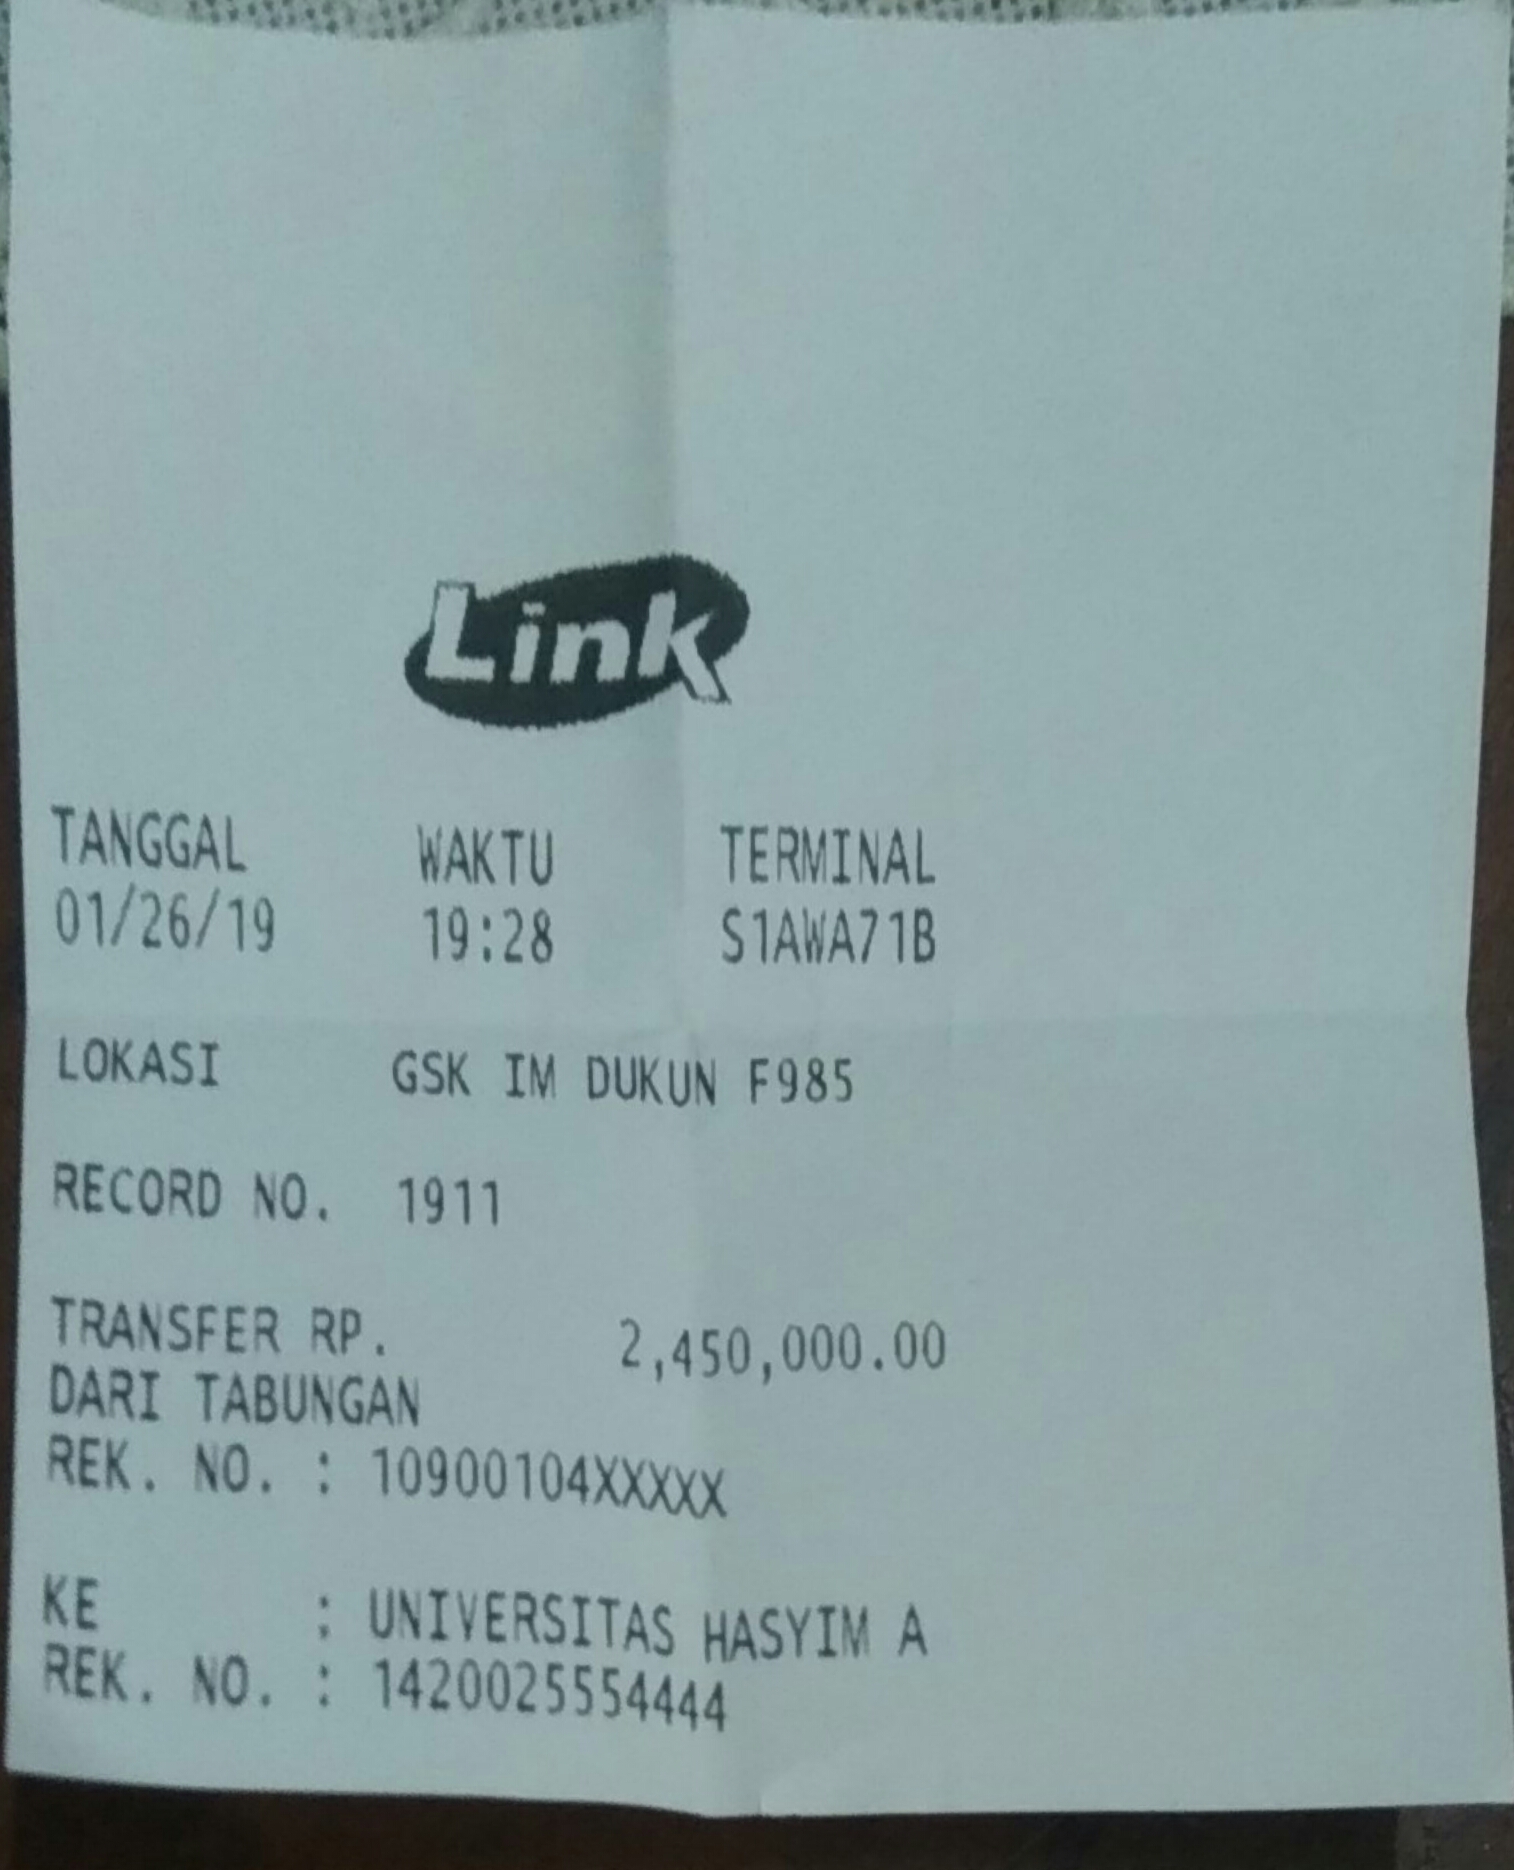 Link
TANGGAL WAKTU TERMINAL
01/26/19 19:28 S1AWA71B
LOKASI GSK IM DUKUN F985
RECORD NO. 1911
TRANSFER RP. 2,450,000.00
DARI TABUNGAN
REK. NO. : 10900104XXXXX
KE : UNIVERSITAS HASYIM A
REK. NO. : 1420025554444